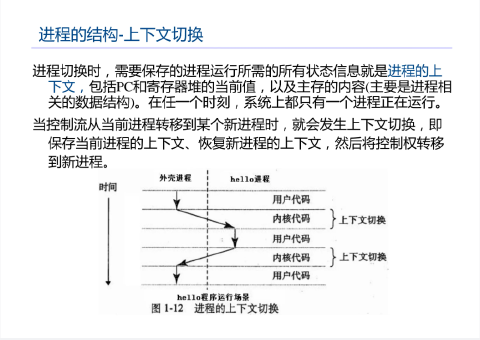 进程的结构-上下文切换
进程切换时，需要保存的进程运行所需的所有状态信息就是进程的上
下文，包括PC和寄存器堆的当前值，以及主存的内容(主要是进程相
关的数据结构)。在任一个时刻，系统上都只有一个进程正在运行。
当控制流从当前进程转移到某个新进程时，就会发生上下文切换，即
保存当前进程的上下文、恢复新进程的上下文，然后将控制权转移
到新进程。
外壳进程 hello进程
时间
用户代码
内核代码 上下文切换
用户代码
内核代码 上下文切换
用户代码
hello程序运行场景
图 1-12 进程的上下文切换